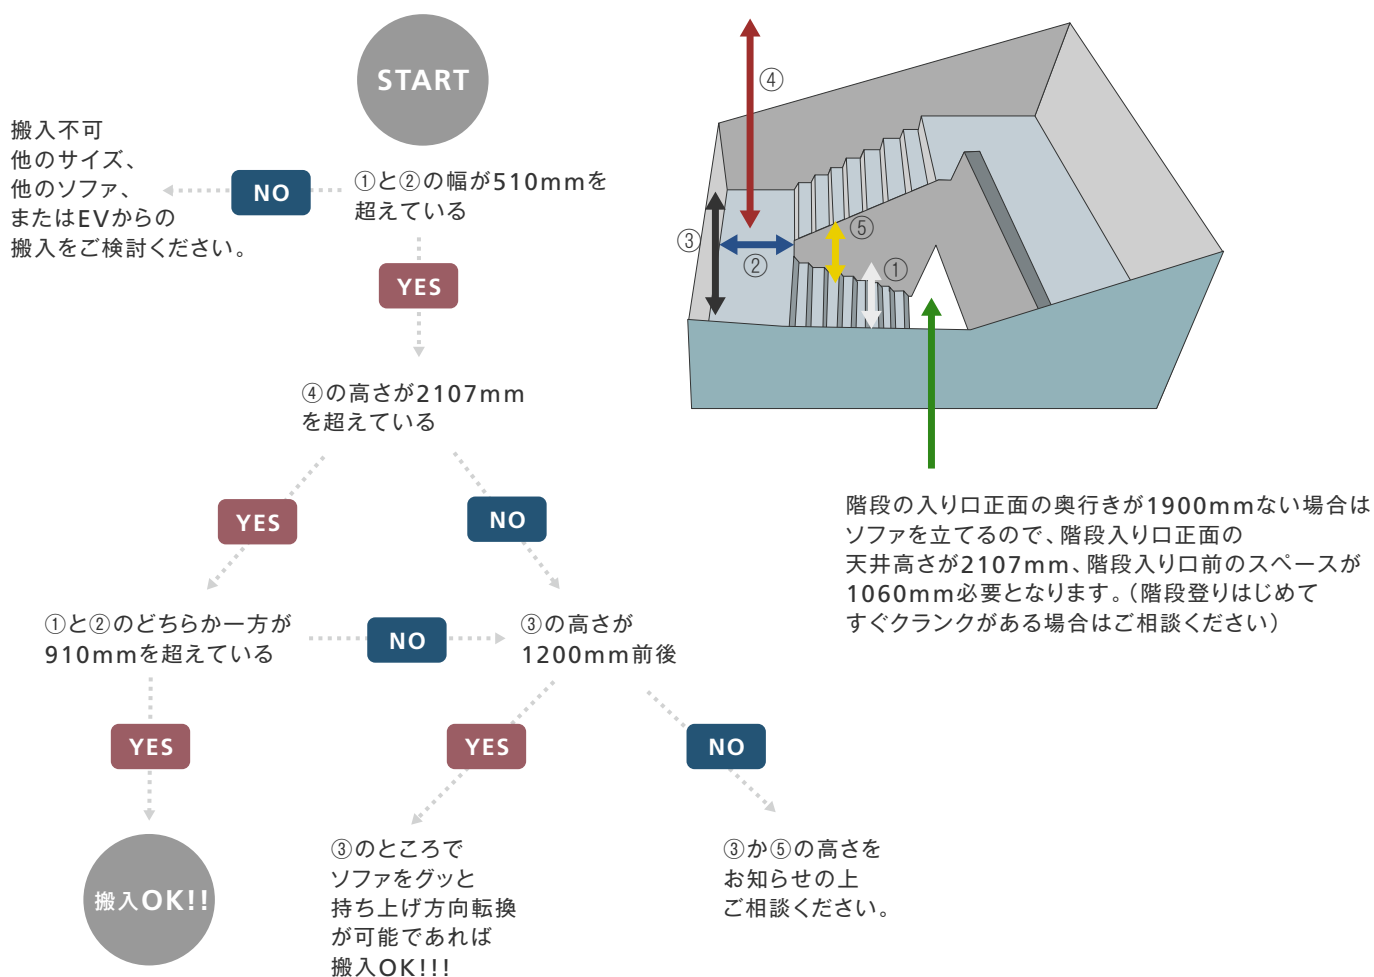 START
搬入不可
他のサイズ、
他のソファ、
またはEVからの
搬入をご検討ください。
NO
①と②の幅が510mmを
超えている
YES
④の高さが2107mm
を超えている
YES
NO
①と②のどちらか一方が
910mmを超えている
NO
③の高さが
1200mm前後
YES
YES
NO
搬入OK!!
③のところで
ソファをグッと
持ち上げ方向転換
が可能であれば
搬入OK!!!
③か⑤の高さを
お知らせの上
ご相談ください。
④
③
②
⑤
①
階段の入り口正面の奥行きが1900mmない場合は
ソファを立てるので、階段入り口正面の
天井高さが2107mm、階段入り口前のスペースが
1060mm必要となります。（階段登りはじめて
すぐクランクがある場合はご相談ください）